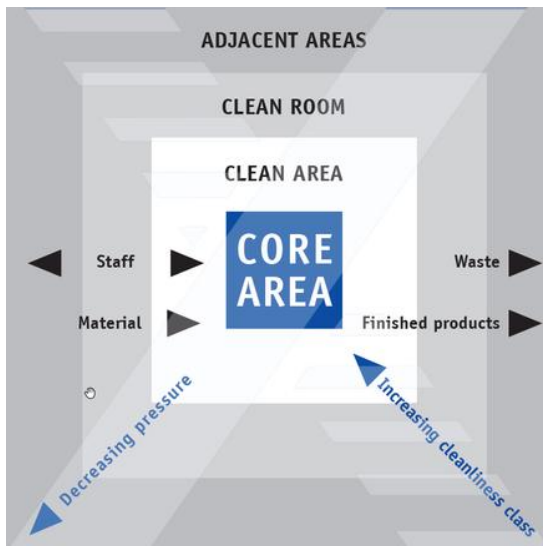 ADJACENT AREAS
CLEAN ROOM
CLEAN AREA
CORE
AREA
Staff
Waste
Material
Finished products
Decreasing pressure
Increasing cleanliness class